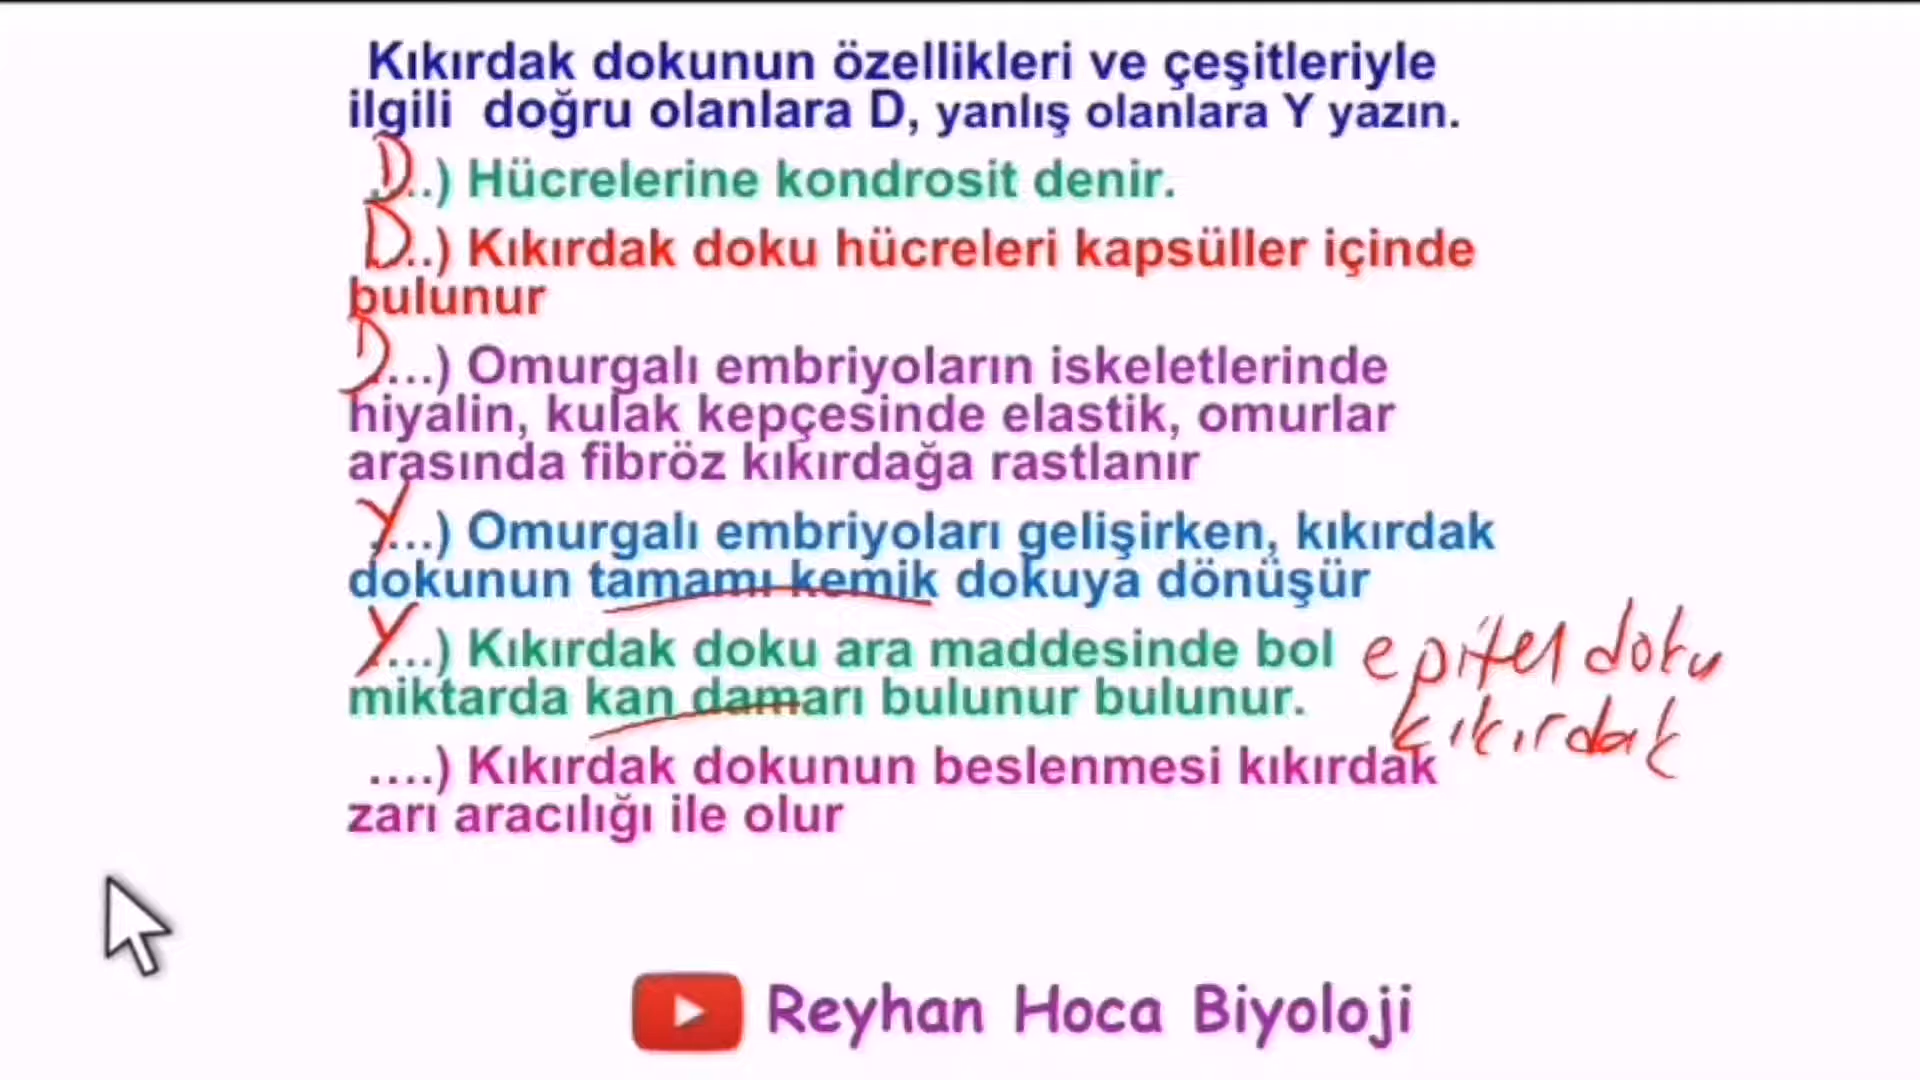 Kıkırdak dokunun özellikleri ve çeşitleriyle
ilgili doğru olanlara D, yanlış olanlara Y yazın.
D...) Hücrelerine kondrosit denir.
D...) Kıkırdak doku hücreleri kapsüller içinde
bulunur
D...) Omurgalı embriyoların iskeletlerinde
hiyalin, kulak kepçesinde elastik, omurlar
arasında fibröz kıkırdağa rastlanır
Y...) Omurgalı embriyoları gelişirken, kıkırdak
dokunun tamamı kemik dokuya dönüşür
Y...) Kıkırdak doku ara maddesinde bol
miktarda kan damarı bulunur bulunur.
epitel doku
kıkırdak
....) Kıkırdak dokunun beslenmesi kıkırdak
zarı aracılığı ile olur
Reyhan Hoca Biyoloji